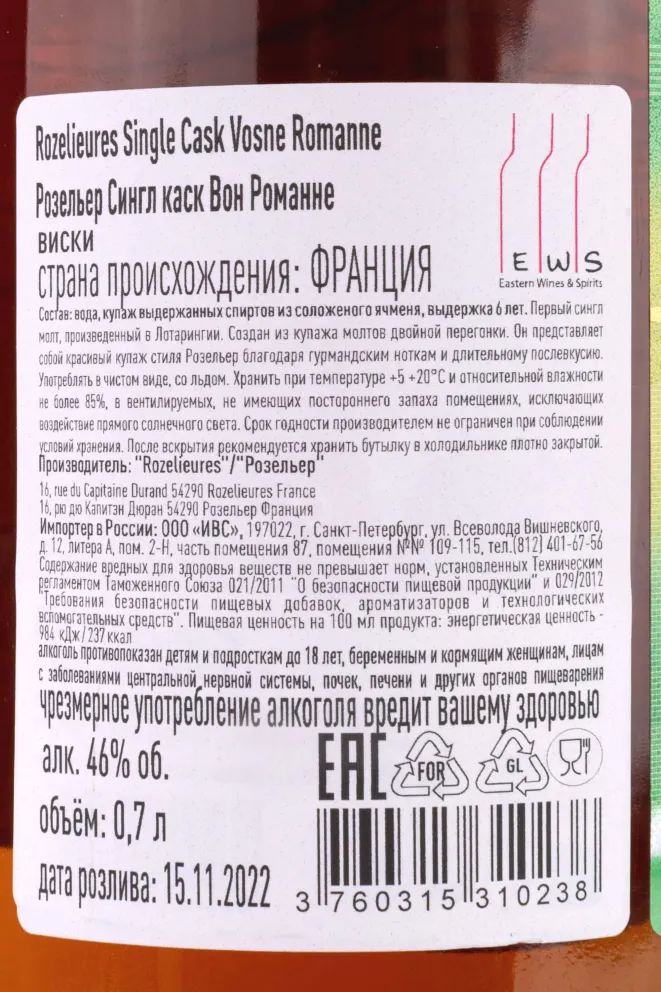 Rozelieures Single Cask Vosne Romanne
Розельер Сингл каск Вон Романне
виски
страна происхождения: ФРАНЦИЯ
E W S
Eastern Wines & Spirits
Состав: вода, купаж выдержанных спиртов из соложеного ячменя, выдержка 6 лет. Первый сингл
молт, произведенный в Лотарингии. Создан из купажа молтов двойной перегонки. Он представляет
собой красивый купаж стиля Розельер благодаря гурмандским ноткам и длительному послевкусию.
Употреблять в чистом виде, со льдом. Хранить при температуре +5 +20°С и относительной влажности
не более 85%, в вентилируемых, не имеющих постороннего запаха помещениях, исключающих
воздействие прямого солнечного света. Срок годности производителем не ограничен при соблюдении
условий хранения. После вскрытия рекомендуется хранить бутылку в холодильнике плотно закрытой.
Производитель: "Rozelieures"/"Розельер"
16, rue du Capitaine Durand 54290 Rozelieures France
16, рю дю Капитэн Дюран 54290 Розельер Франция
Импортер в России: ООО «ИВС», 197022, г. Санкт-Петербург, ул. Всеволода Вишневского,
д. 12, литера А, пом. 2-Н, часть помещения 87, помещения №№ 109-115, тел.(812) 401-67-56
Содержание вредных для здоровья веществ не превышает норм, установленных Техническим
регламентом Таможенного Союза 021/2011 "О безопасности пищевой продукции" и 029/2012
"Требования безопасности пищевых добавок, ароматизаторов и технологических
вспомогательных средств". Пищевая ценность на 100 мл продукта: энергетическая ценность -
984 кДж/237 ккал
алкоголь противопоказан детям и подросткам до 18 лет, беременным и кормящим женщинам, лицам
с заболеваниями центральной нервной системы, почек, печени и других органов пищеварения
чрезмерное употребление алкоголя вредит вашему здоровью
алк. 46% об.
EAC FOR GL
объём: 0,7 л
дата розлива: 15.11.2022
3 760315 310238